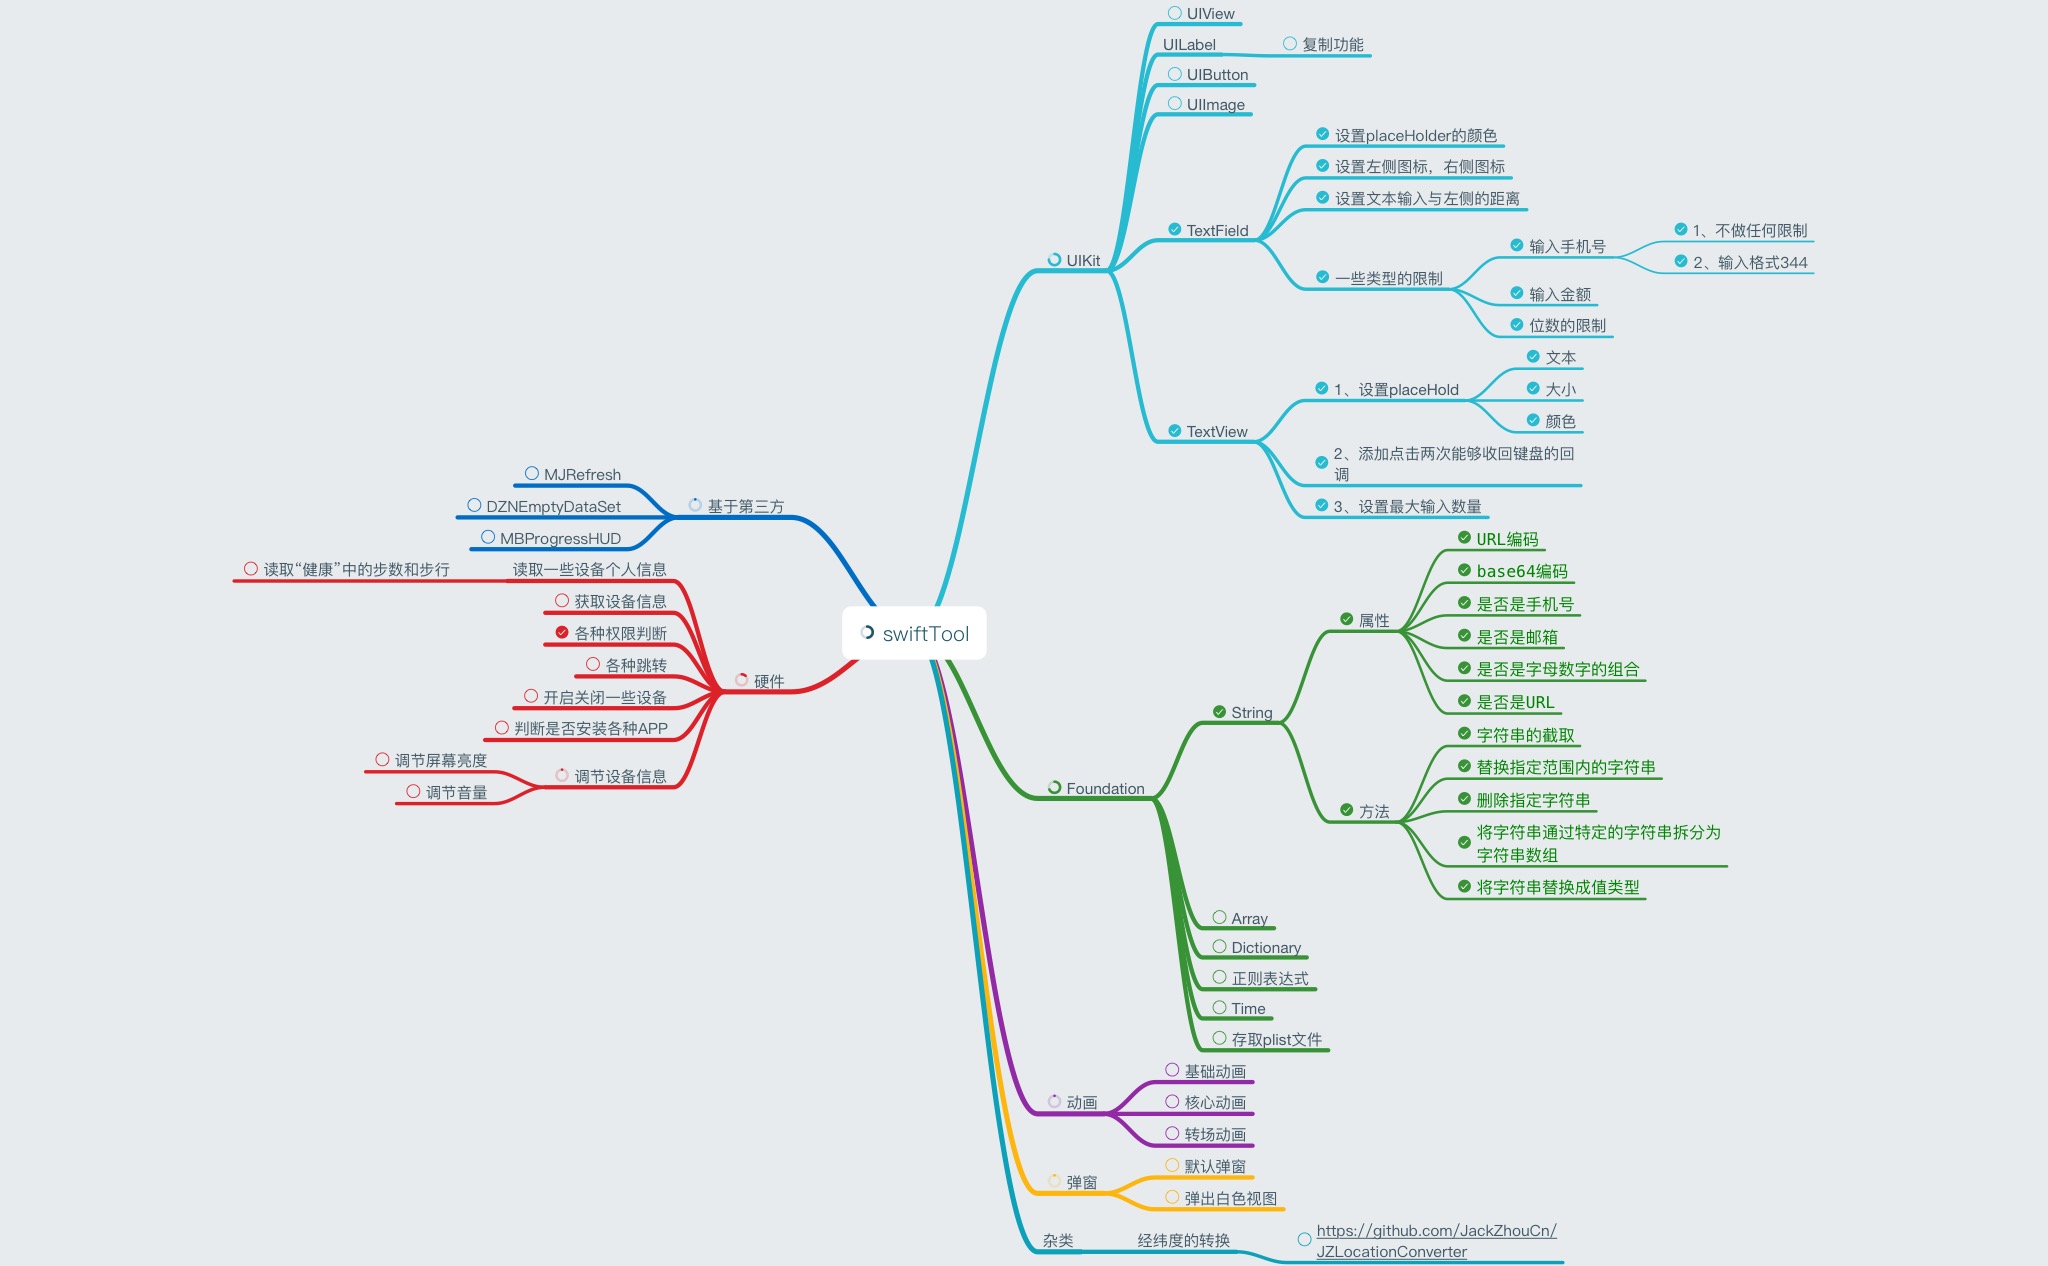 swiftTool
UIKit
UIView
UILabel
复制功能
UIButton
UIImage
TextField
设置placeHolder的颜色
设置左侧图标，右侧图标
设置文本输入与左侧的距离
一些类型的限制
输入手机号
1、不做任何限制
2、输入格式344
输入金额
位数的限制
TextView
1、设置placeHold
文本
大小
颜色
2、添加点击两次能够收回键盘的回
调
3、设置最大输入数量
Foundation
String
属性
URL编码
base64编码
是否是手机号
是否是邮箱
是否是字母数字的组合
是否是URL
方法
字符串的截取
替换指定范围内的字符串
删除指定字符串
将字符串通过特定的字符串拆分为
字符串数组
将字符串替换成值类型
Array
Dictionary
正则表达式
Time
存取plist文件
动画
基础动画
核心动画
转场动画
弹窗
默认弹窗
弹出白色视图
杂类
经纬度的转换
https://github.com/JackZhouCn/
JZLocationConverter
基于第三方
MJRefresh
DZNEmptyDataSet
MBProgressHUD
硬件
读取一些设备个人信息
读取“健康”中的步数和步行
获取设备信息
各种权限判断
各种跳转
开启关闭一些设备
判断是否安装各种APP
调节设备信息
调节屏幕亮度
调节音量